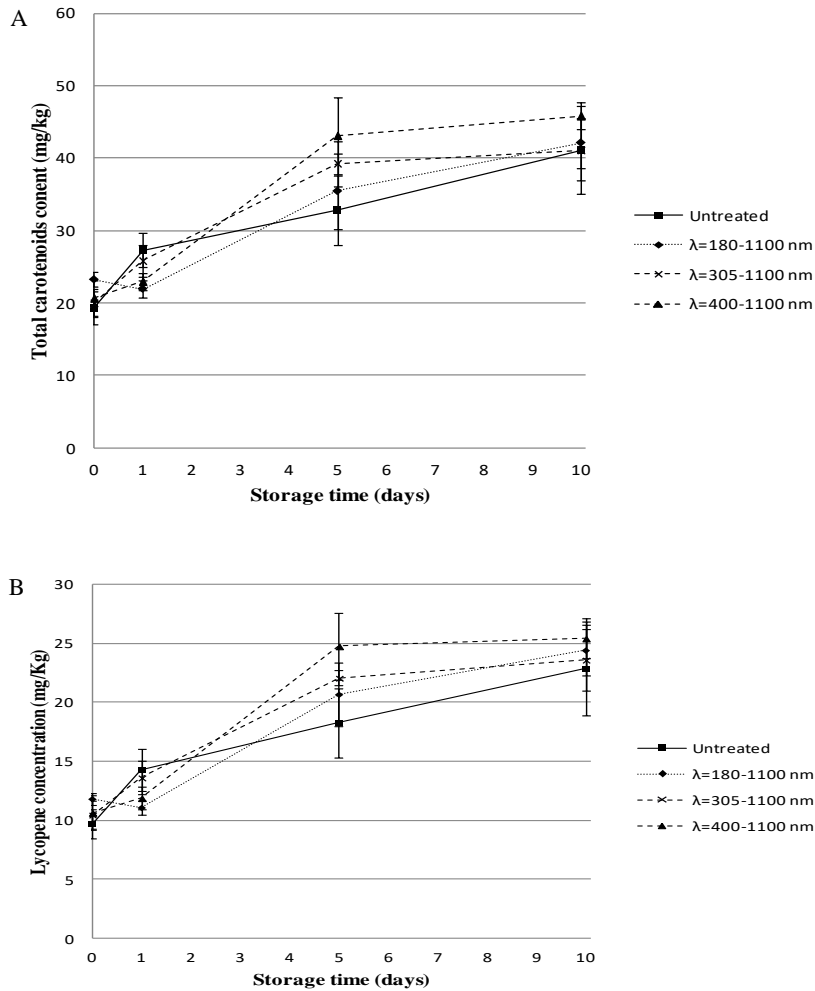 A
Total carotenoids conent (mg/kg)
60
50
40
30
20
10
0
0 1 2 3 4 5 6 7 8 9 10
Storage time (days)
Untreated
λ=180-1100 nm
λ=305-1100 nm
λ=400-1100 nm
B
Lycopene concentration (mg/Kg)
30
25
20
15
10
5
0
0 1 2 3 4 5 6 7 8 9 10
Storage time (days)
Untreated
λ=180-1100 nm
λ=305-1100 nm
λ=400-1100 nm